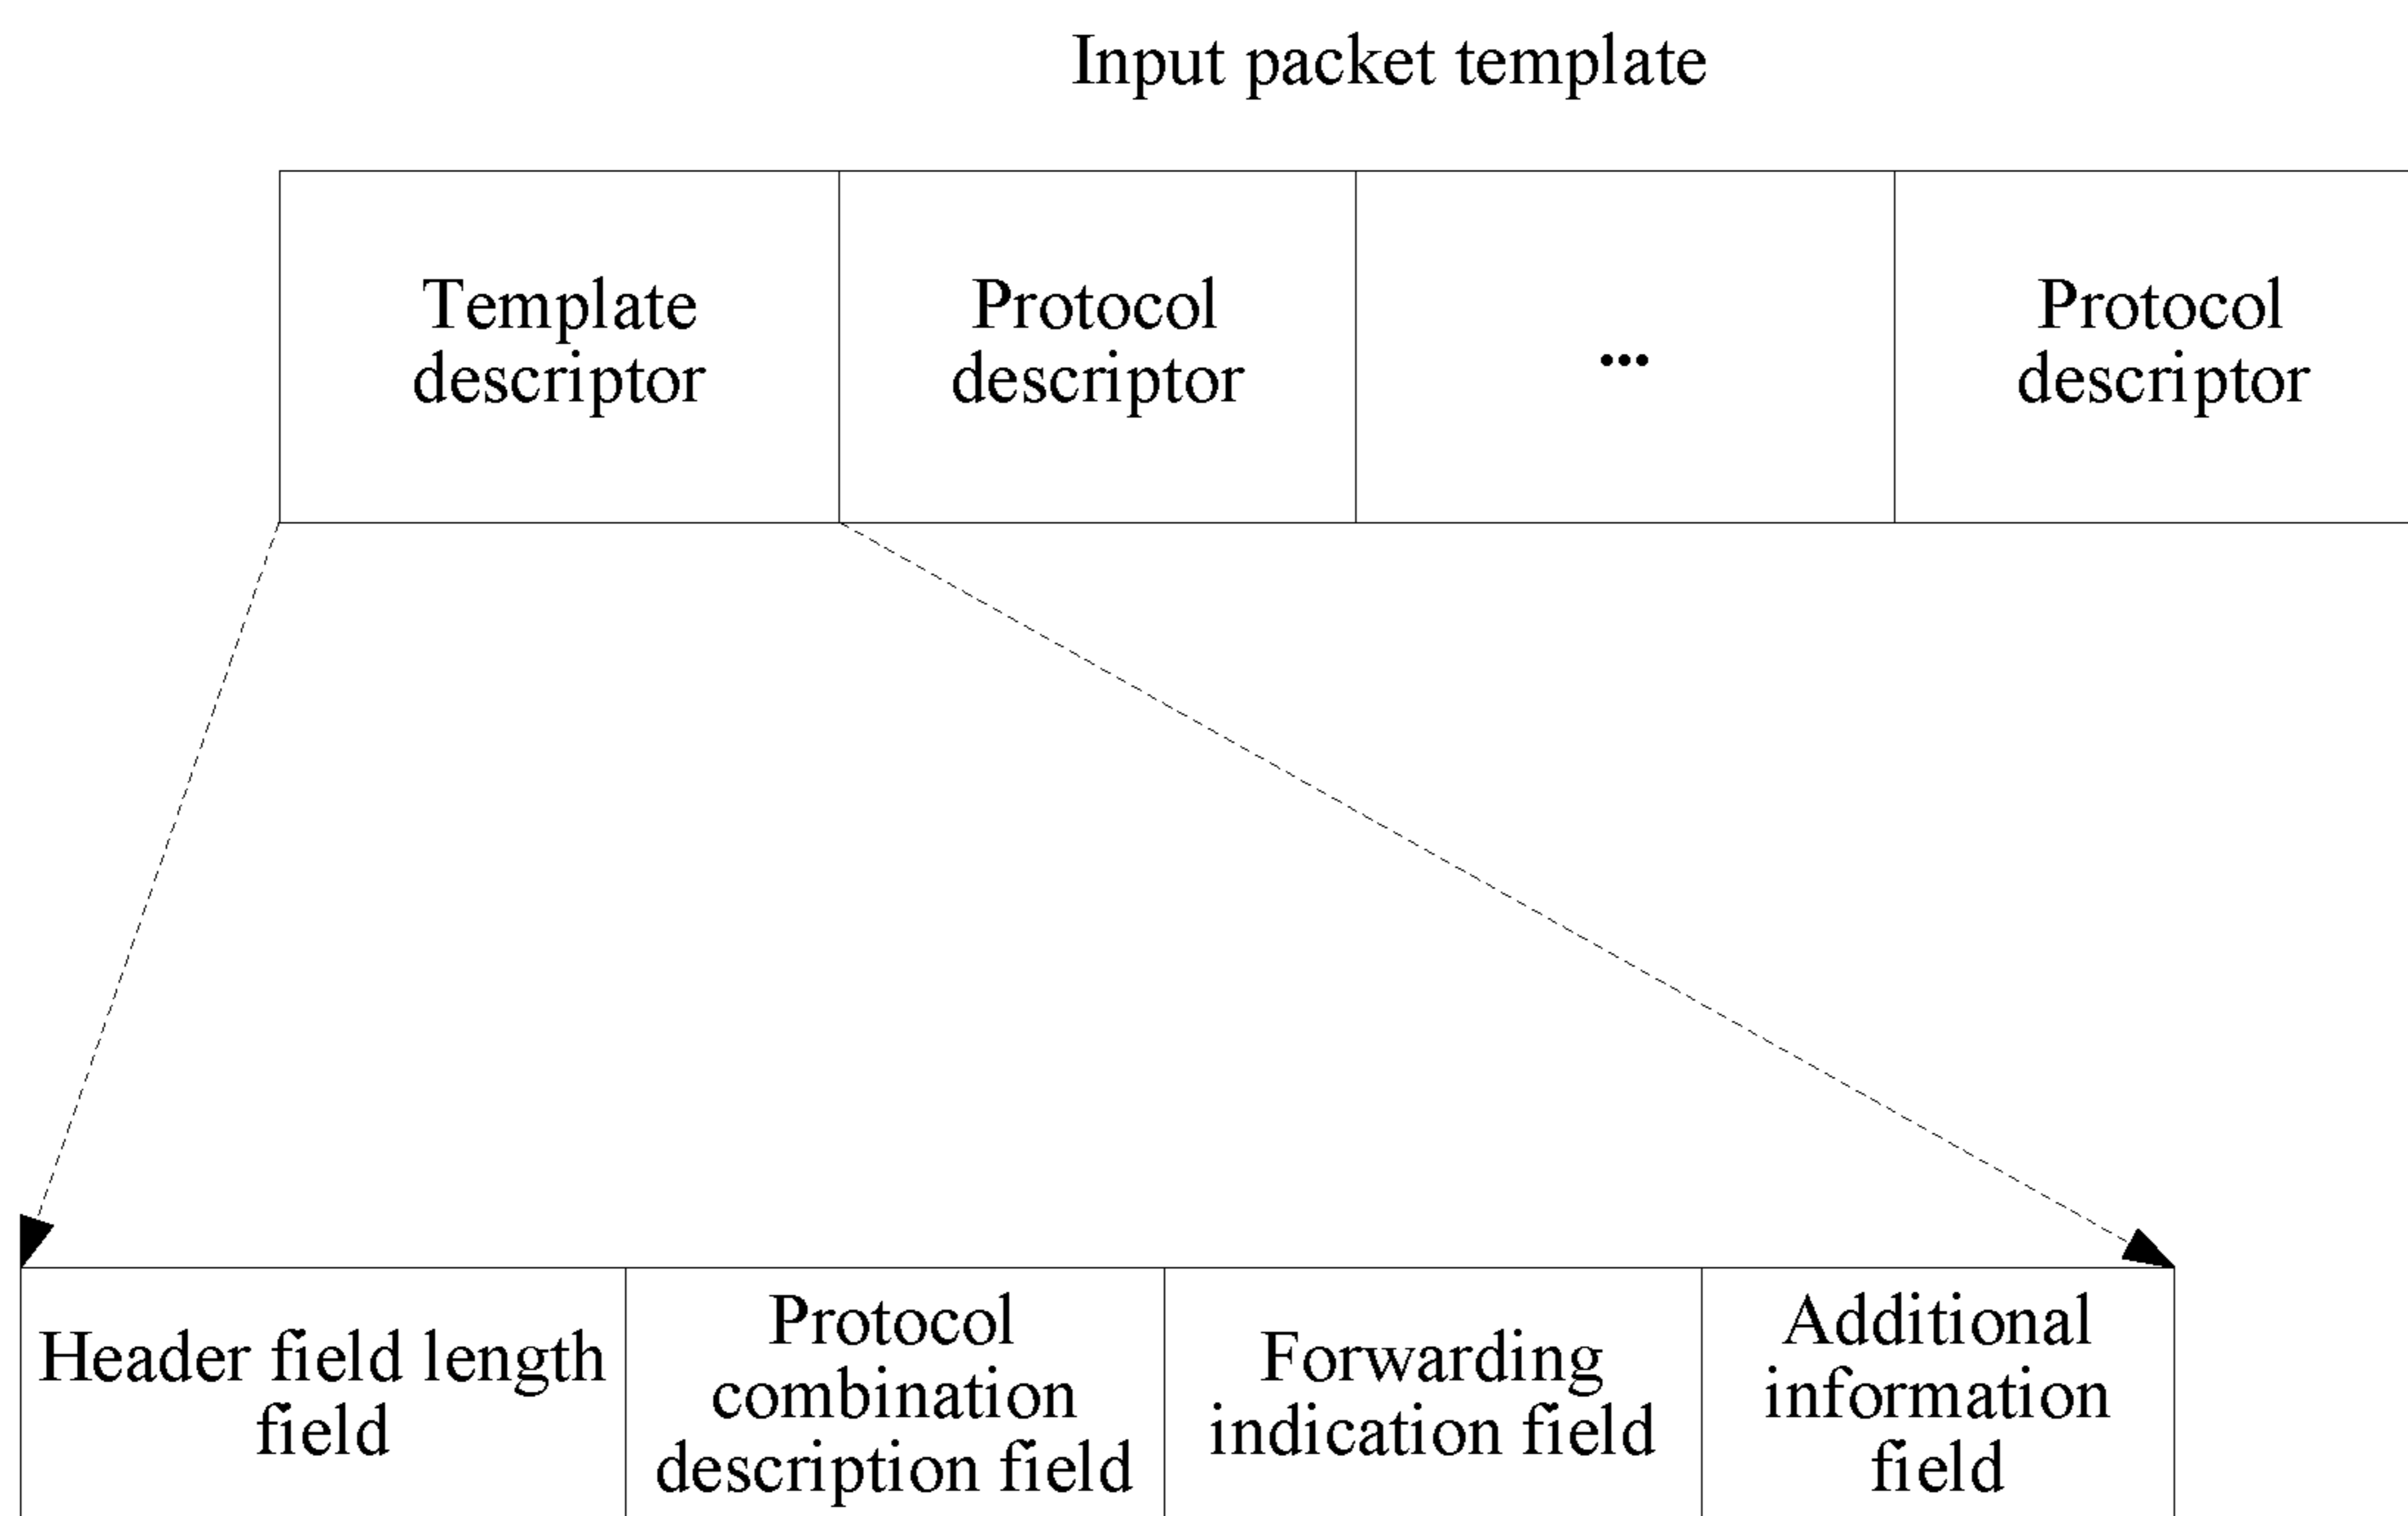 Input packet template
Template
descriptor
Protocol
descriptor
...
Protocol
descriptor
Header field length
field
Protocol
combination
description field
Forwarding
indication field
Additional
information
field